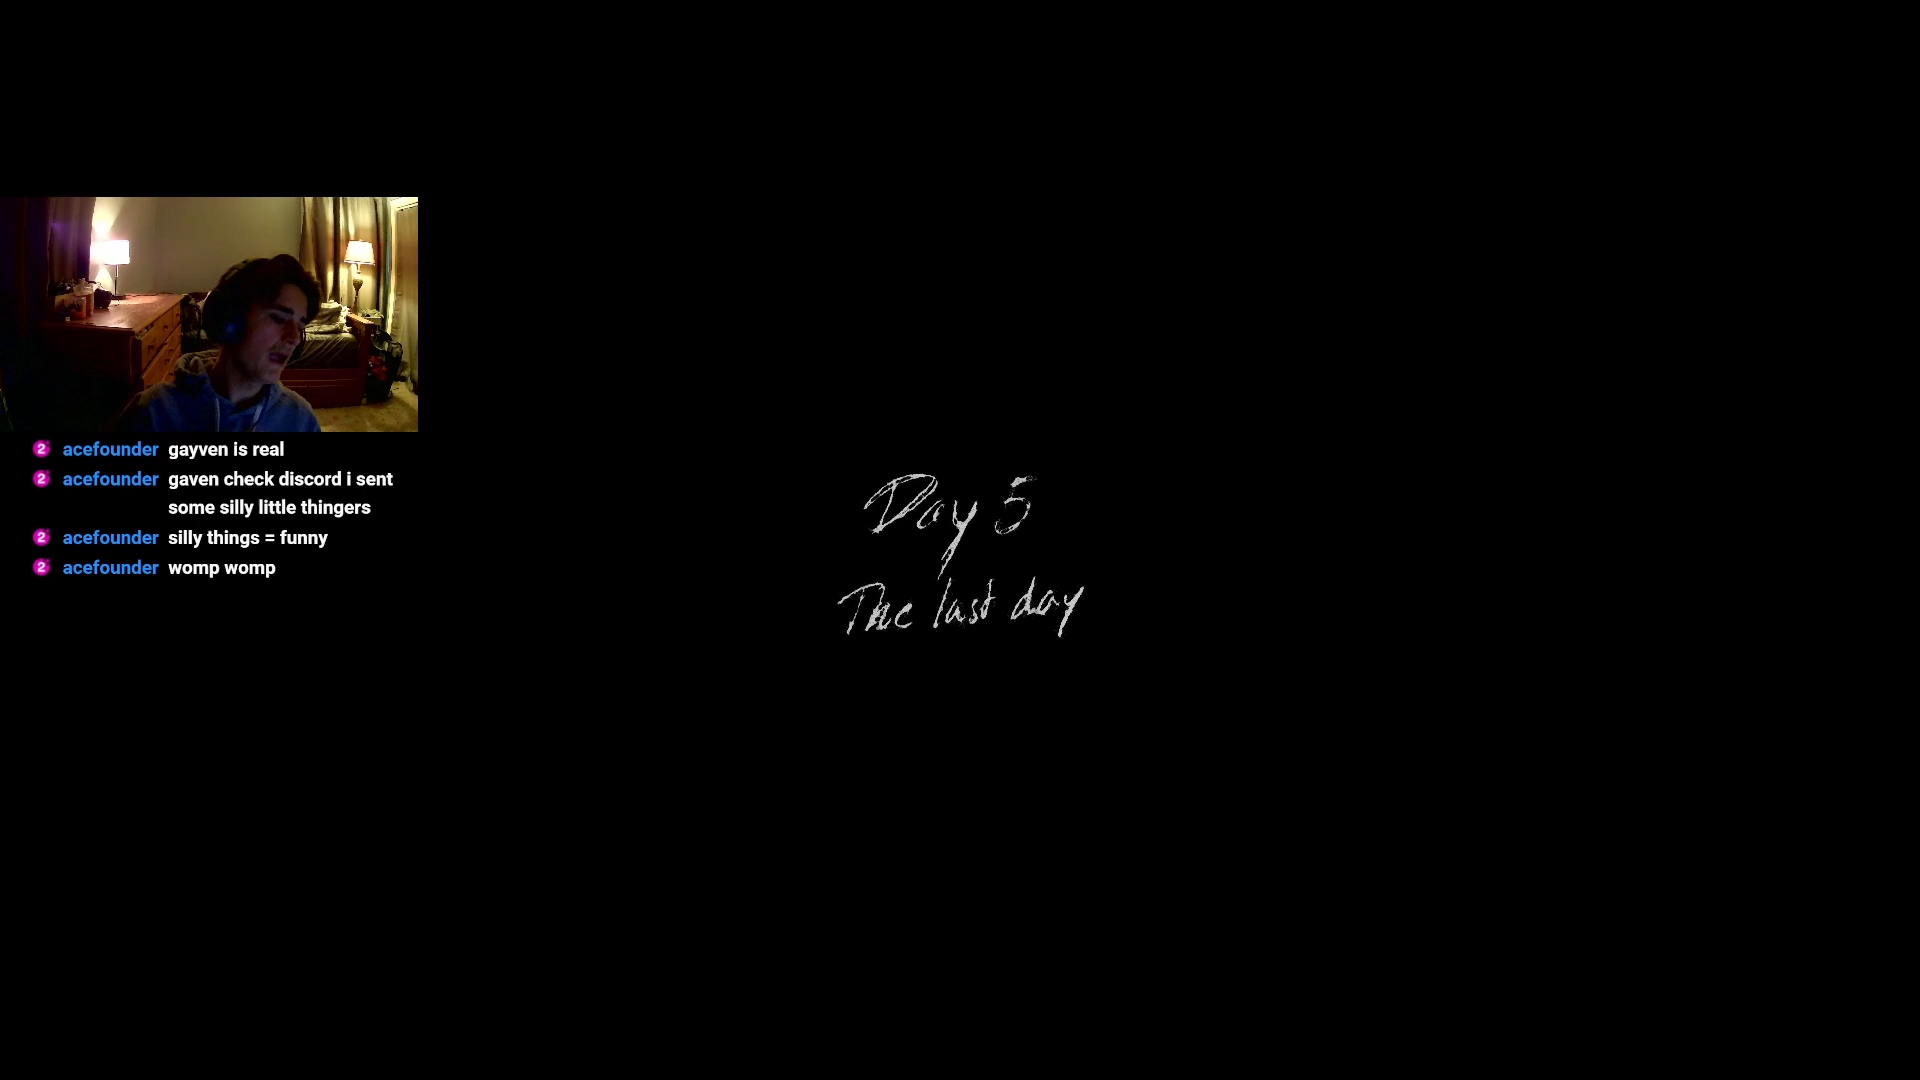 2 acefounder gayven is real
2 acefounder gaven check discord i sent
some silly little thingers
2 acefounder silly things = funny
2 acefounder womp womp
Day 5
The last day